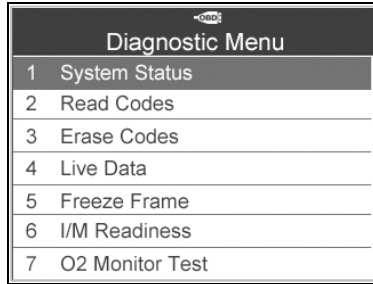 OBD
Diagnostic Menu
1 System Status
2 Read Codes
3 Erase Codes
4 Live Data
5 Freeze Frame
6 I/M Readiness
7 O2 Monitor Test